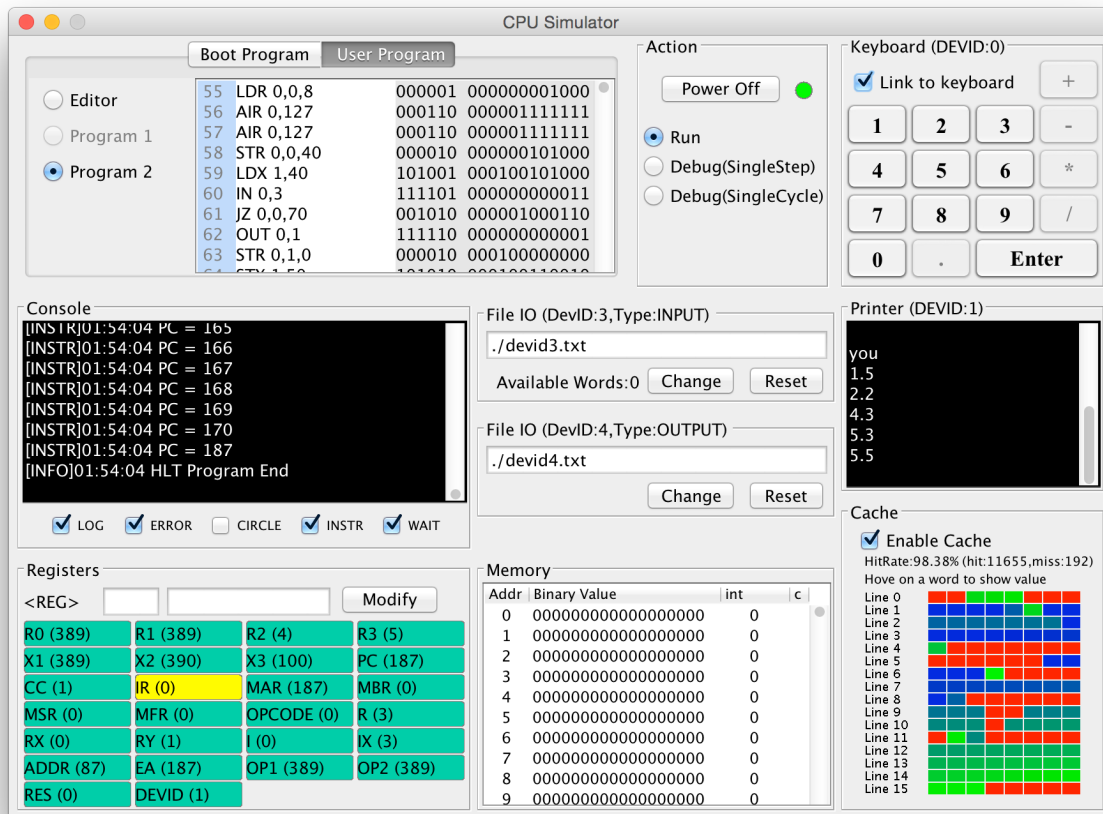 CPU Simulator
Boot Program User Program
Editor
Program 1
Program 2
55 LDR 0,0,8 000001 000000001000
56 AIR 0,127 000110 000001111111
57 AIR 0,127 000110 000001111111
58 STR 0,0,40 000010 000000101000
59 LDX 1,40 101001 000100101000
60 IN 0,3 111101 000000000011
61 JZ 0,0,70 001010 000001000110
62 OUT 0,1 111110 000000000001
63 STR 0,1,0 000010 000100000000
64 STX 1,50 101010 000100110010
Action
Power Off
Run
Debug(SingleStep)
Debug(SingleCycle)
Keyboard (DEVID:0)
Link to keyboard +
1 2 3 -
4 5 6 *
7 8 9 /
0 . Enter
Console
[INSTR]01:54:04 PC = 165
[INSTR]01:54:04 PC = 166
[INSTR]01:54:04 PC = 167
[INSTR]01:54:04 PC = 168
[INSTR]01:54:04 PC = 169
[INSTR]01:54:04 PC = 170
[INSTR]01:54:04 PC = 187
[INFO]01:54:04 HLT Program End
LOG ERROR CIRCLE INSTR WAIT
File IO (DevID:3,Type:INPUT)
./devid3.txt
Available Words:0 Change Reset
File IO (DevID:4,Type:OUTPUT)
./devid4.txt
Change Reset
Printer (DEVID:1)
you
1.5
2.2
4.3
5.3
5.5
Registers
<REG> Modify
R0 (389) R1 (389) R2 (4) R3 (5)
X1 (389) X2 (390) X3 (100) PC (187)
CC (1) IR (0) MAR (187) MBR (0)
MSR (0) MFR (0) OPCODE (0) R (3)
RX (0) RY (1) I (0) IX (3)
ADDR (87) EA (187) OP1 (389) OP2 (389)
RES (0) DEVID (1)
Memory
Addr Binary Value int c
0 0000000000000000000 0
1 0000000000000000000 0
2 0000000000000000000 0
3 0000000000000000000 0
4 0000000000000000000 0
5 0000000000000000000 0
6 0000000000000000000 0
7 0000000000000000000 0
8 0000000000000000000 0
9 0000000000000000000 0
Cache
Enable Cache
HitRate:98.38% (hit:11655,miss:192)
Hove on a word to show value
Line 0
Line 1
Line 2
Line 3
Line 4
Line 5
Line 6
Line 7
Line 8
Line 9
Line 10
Line 11
Line 12
Line 13
Line 14
Line 15